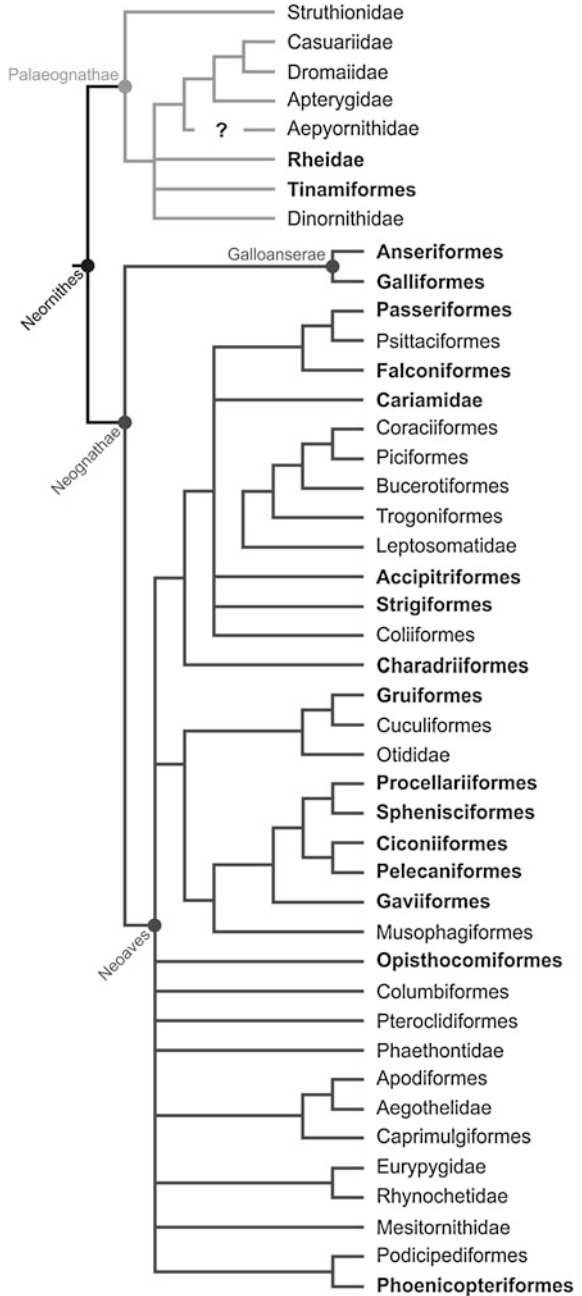 Struthionidae
Casuariidae
Palaeognathae
Dromaiidae
Apterygidae
?
Aepyornithidae
Rheidae
Tinamiformes
Dinornithidae
Neornithes
Galloanserae
Anseriformes
Galliformes
Passeriformes
Psittaciformes
Falconiformes
Cariamidae
Neognathae
Coraciiformes
Piciformes
Bucerotiformes
Trogoniformes
Leptosomatidae
Accipitriformes
Strigiformes
Coliiformes
Charadriiformes
Gruiformes
Cuculiformes
Otididae
Procellariiformes
Sphenisciformes
Ciconiiformes
Pelecaniformes
Gaviiformes
Musophagiformes
Neoaves
Opisthocomiformes
Columbiformes
Pteroclidiformes
Phaethontidae
Apodiformes
Aegothelidae
Caprimulgiformes
Eurypygidae
Rhynochetidae
Mesitornithidae
Podicipediformes
Phoenicopteriformes